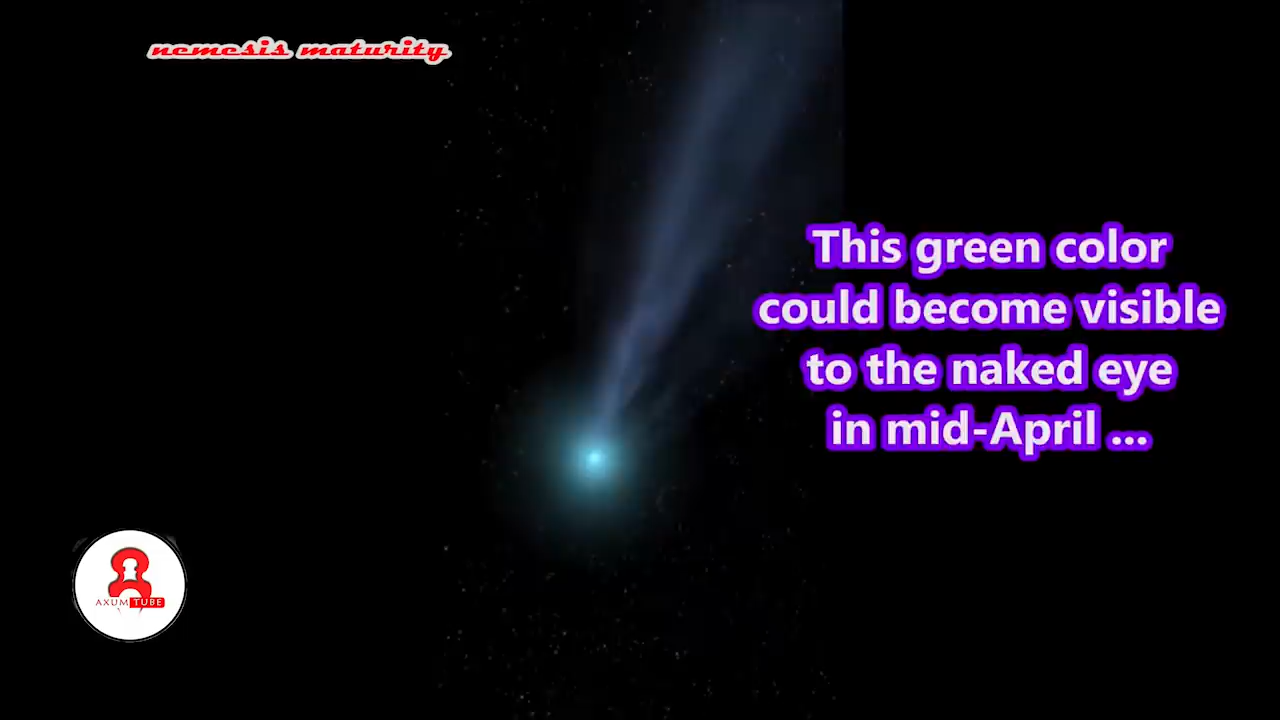 nemesis maturity
This green color
could become visible
to the naked eye
in mid-April ...
AXUM TUBE